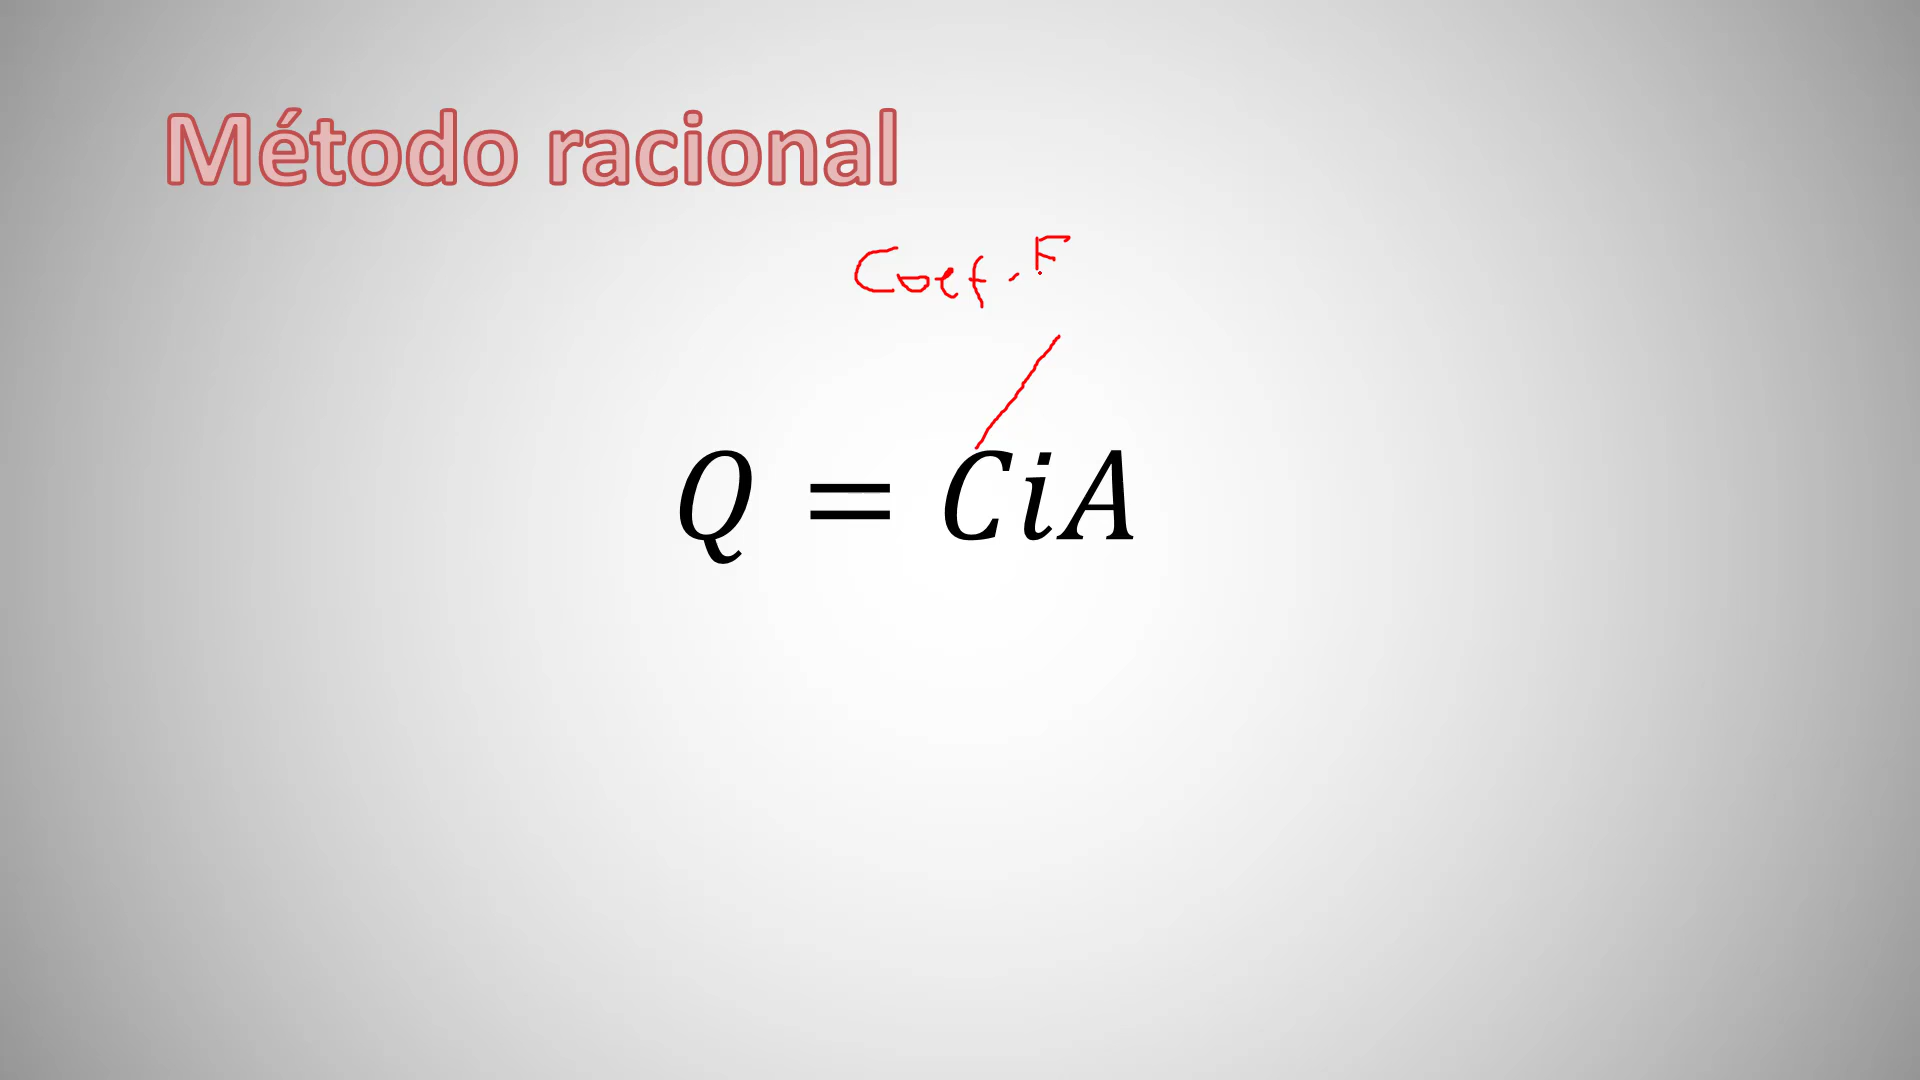 Método racional
Coef. E
Q = CiA